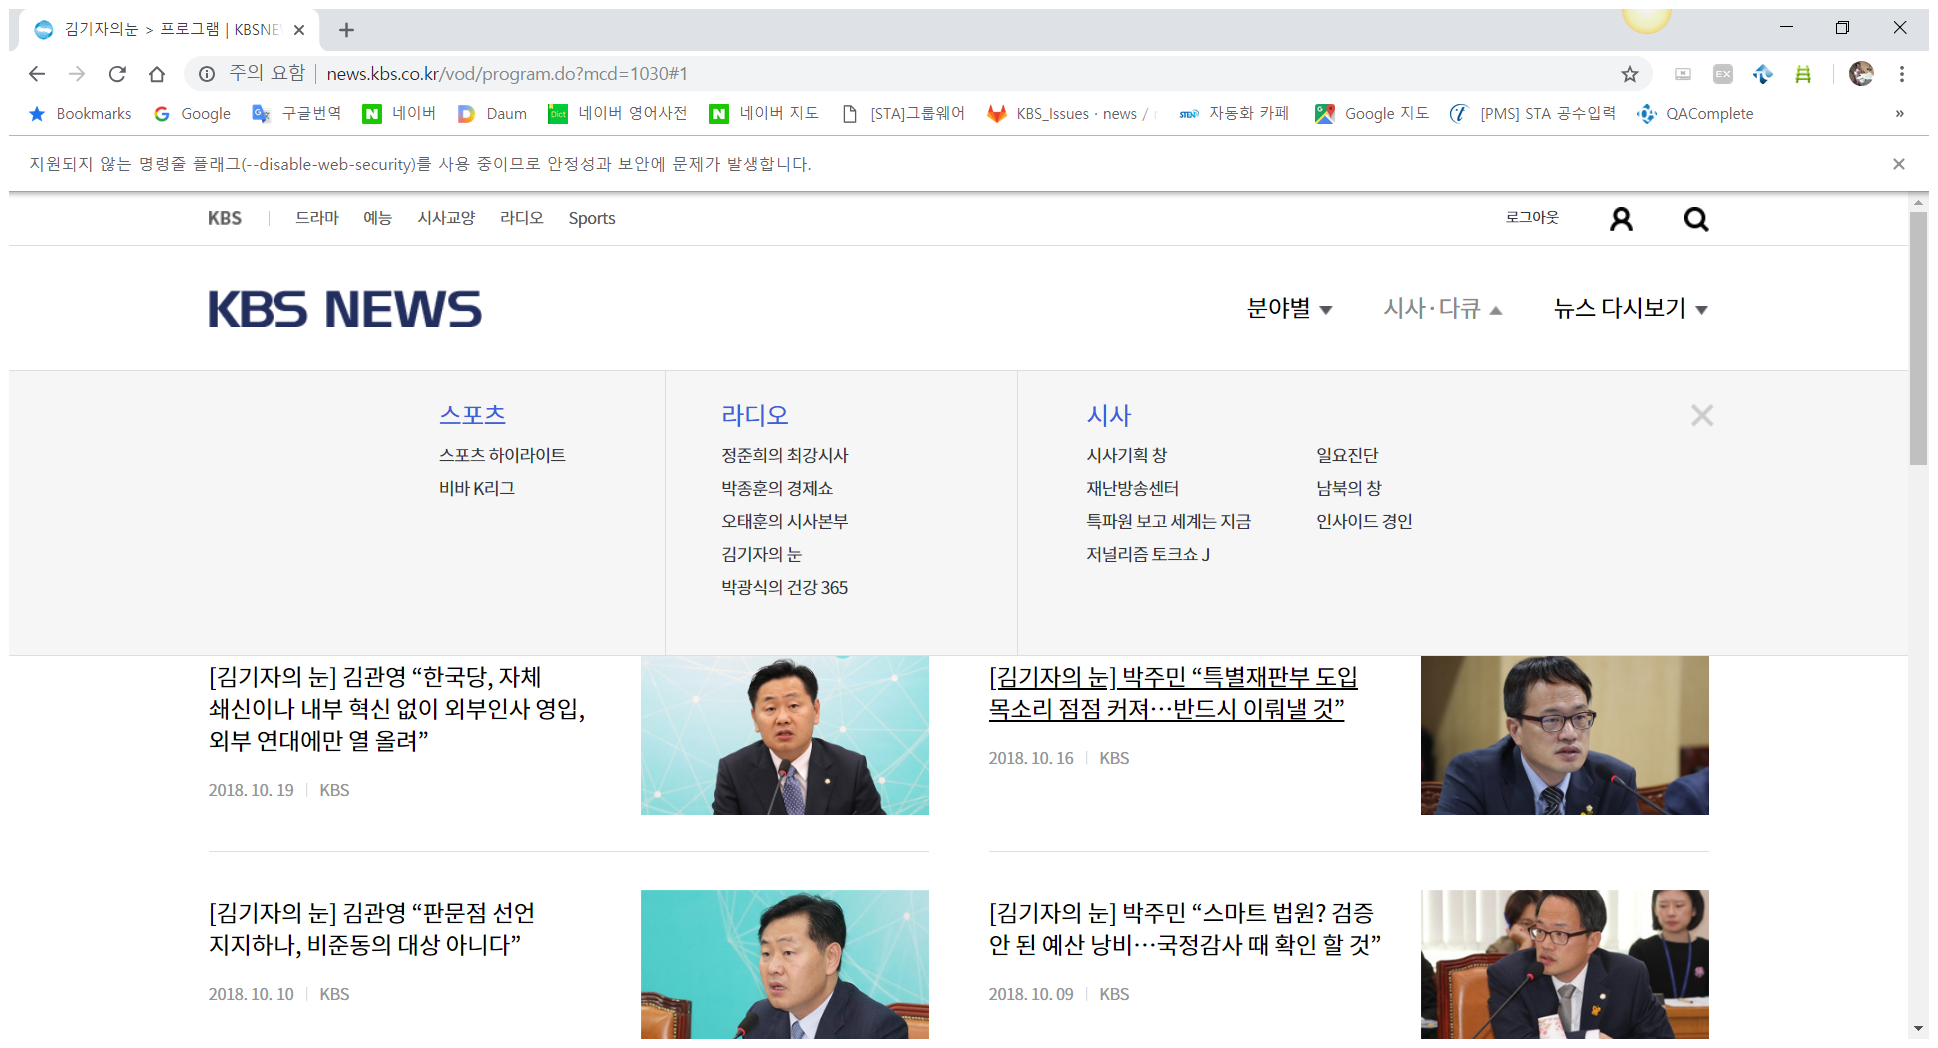 김기자의눈 > 프로그램 | KBSNE
주의 요함 | news.kbs.co.kr/vod/program.do?mcd=1030#1
EX
Bookmarks Google 구글번역 네이버 Daum 네이버 영어사전 네이버 지도 [STA]그룹웨어 KBS_Issues · news / 자동화 카페 Google 지도 [PMS] STA 공수입력 QAComplete »
지원되지 않는 명령줄 플래그(--disable-web-security)를 사용 중이므로 안정성과 보안에 문제가 발생합니다.
KBS 드라마 예능 시사교양 라디오 Sports 로그아웃
KBS NEWS 분야별 시사·다큐 뉴스 다시보기
스포츠
스포츠 하이라이트
비바 K리그
라디오
정준희의 최강시사
박종훈의 경제쇼
오태훈의 시사본부
김기자의 눈
박광식의 건강 365
시사
시사기획 창
재난방송센터
특파원 보고 세계는 지금
저널리즘 토크쇼 J
일요진단
남북의 창
인사이드 경인
[김기자의 눈] 김관영 “한국당, 자체
쇄신이나 내부 혁신 없이 외부인사 영입,
외부 연대에만 열 올려”
2018. 10. 19 KBS
[김기자의 눈] 박주민 “특별재판부 도입
목소리 점점 커져…반드시 이뤄낼 것”
2018. 10. 16 KBS
[김기자의 눈] 김관영 “판문점 선언
지지하나, 비준동의 대상 아니다”
2018. 10. 10 KBS
[김기자의 눈] 박주민 “스마트 법원? 검증
안 된 예산 낭비…국정감사 때 확인 할 것”
2018. 10. 09 KBS